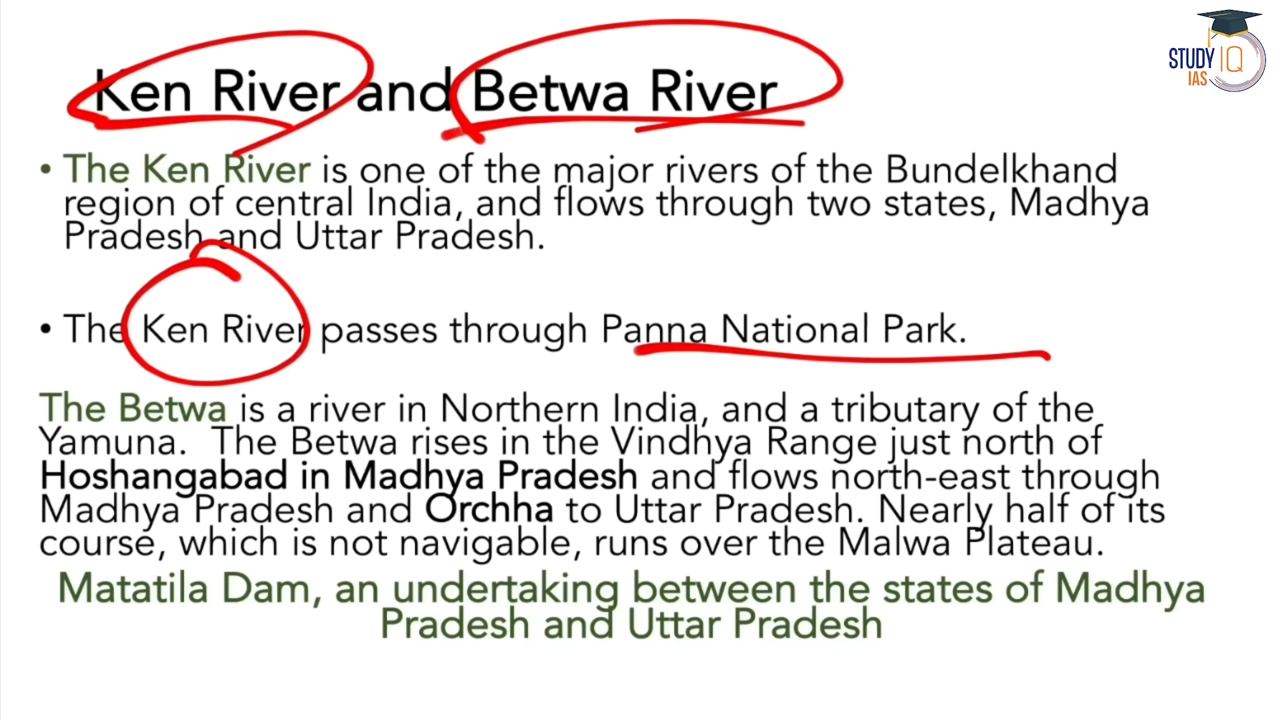 STUDY IQ
IAS
Ken River and Betwa River
• The Ken River is one of the major rivers of the Bundelkhand
region of central India, and flows through two states, Madhya
Pradesh and Uttar Pradesh.
• The Ken River passes through Panna National Park.
The Betwa is a river in Northern India, and a tributary of the
Yamuna. The Betwa rises in the Vindhya Range just north of
Hoshangabad in Madhya Pradesh and flows north-east through
Madhya Pradesh and Orchha to Uttar Pradesh. Nearly half of its
course, which is not navigable, runs over the Malwa Plateau.
Matatila Dam, an undertaking between the states of Madhya
Pradesh and Uttar Pradesh